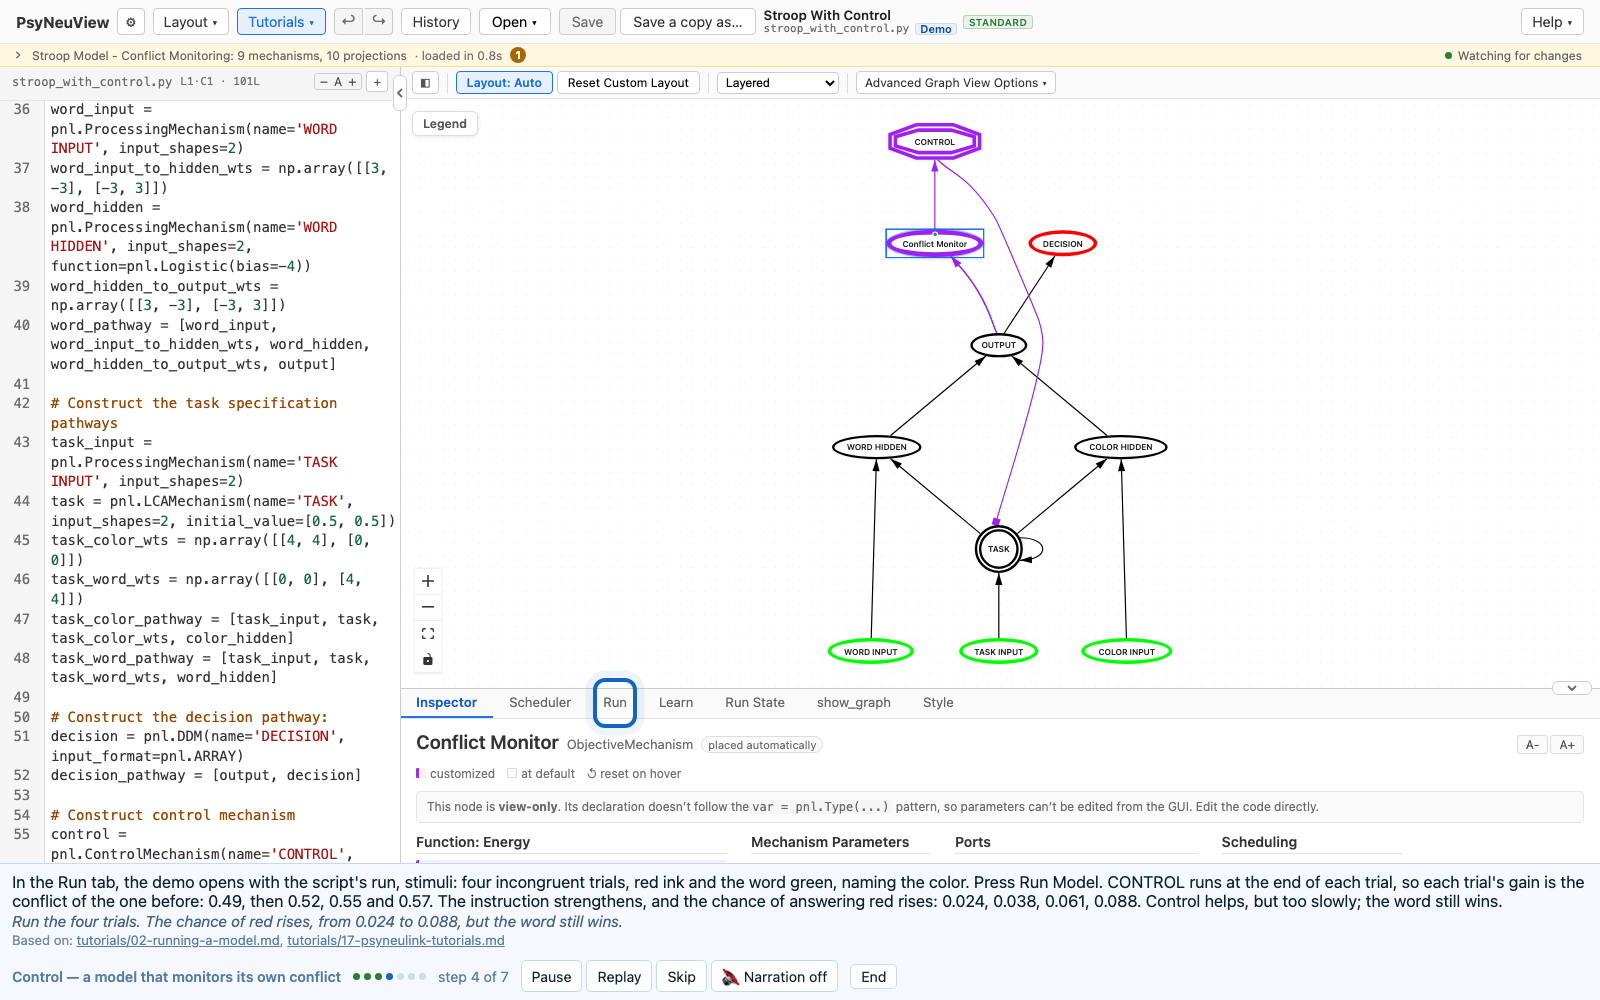 PsyNeuView
Layout ▾
Tutorials ▾
History
Open ▾
Save
Save a copy as...
Stroop With Control
stroop_with_control.py Demo
STANDARD
Help ▾
Stroop Model - Conflict Monitoring: 9 mechanisms, 10 projections · loaded in 0.8s 1
Watching for changes
stroop_with_control.py L1:C1 · 101L
− A +
+
Layout: Auto
Reset Custom Layout
Layered
Advanced Graph View Options ▾
36 word_input =
pnl.ProcessingMechanism(name='WORD
INPUT', input_shapes=2)
37 word_input_to_hidden_wts = np.array([[3,
−3], [−3, 3]])
38 word_hidden =
pnl.ProcessingMechanism(name='WORD
HIDDEN', input_shapes=2,
function=pnl.Logistic(bias=−4))
39 word_hidden_to_output_wts =
np.array([[3, −3], [−3, 3]])
40 word_pathway = [word_input,
word_input_to_hidden_wts, word_hidden,
word_hidden_to_output_wts, output]
41
42 # Construct the task specification
pathways
43 task_input =
pnl.ProcessingMechanism(name='TASK
INPUT', input_shapes=2)
44 task = pnl.LCAMechanism(name='TASK',
input_shapes=2, initial_value=[0.5, 0.5])
45 task_color_wts = np.array([[4, 4], [0,
0]])
46 task_word_wts = np.array([[0, 0], [4,
4]])
47 task_color_pathway = [task_input, task,
task_color_wts, color_hidden]
48 task_word_pathway = [task_input, task,
task_word_wts, word_hidden]
49
50 # Construct the decision pathway:
51 decision = pnl.DDM(name='DECISION',
input_format=pnl.ARRAY)
52 decision_pathway = [output, decision]
53
54 # Construct control mechanism
55 control =
pnl.ControlMechanism(name='CONTROL',
Legend
CONTROL
Conflict Monitor
DECISION
OUTPUT
WORD HIDDEN
COLOR HIDDEN
TASK
WORD INPUT
TASK INPUT
COLOR INPUT
Inspector
Scheduler
Run
Learn
Run State
show_graph
Style
Conflict Monitor ObjectiveMechanism placed automatically
A-
A+
customized at default reset on hover
This node is view-only. Its declaration doesn't follow the var = pnl.Type(...) pattern, so parameters can't be edited from the GUI. Edit the code directly.
Function: Energy
Mechanism Parameters
Ports
Scheduling
In the Run tab, the demo opens with the script's run, stimuli: four incongruent trials, red ink and the word green, naming the color. Press Run Model. CONTROL runs at the end of each trial, so each trial's gain is the
conflict of the one before: 0.49, then 0.52, 0.55 and 0.57. The instruction strengthens, and the chance of answering red rises: 0.024, 0.038, 0.061, 0.088. Control helps, but too slowly; the word still wins.
Run the four trials. The chance of red rises, from 0.024 to 0.088, but the word still wins.
Based on: tutorials/02-running-a-model.md, tutorials/17-psyneulink-tutorials.md
Control — a model that monitors its own conflict
step 4 of 7
Pause
Replay
Skip
Narration off
End